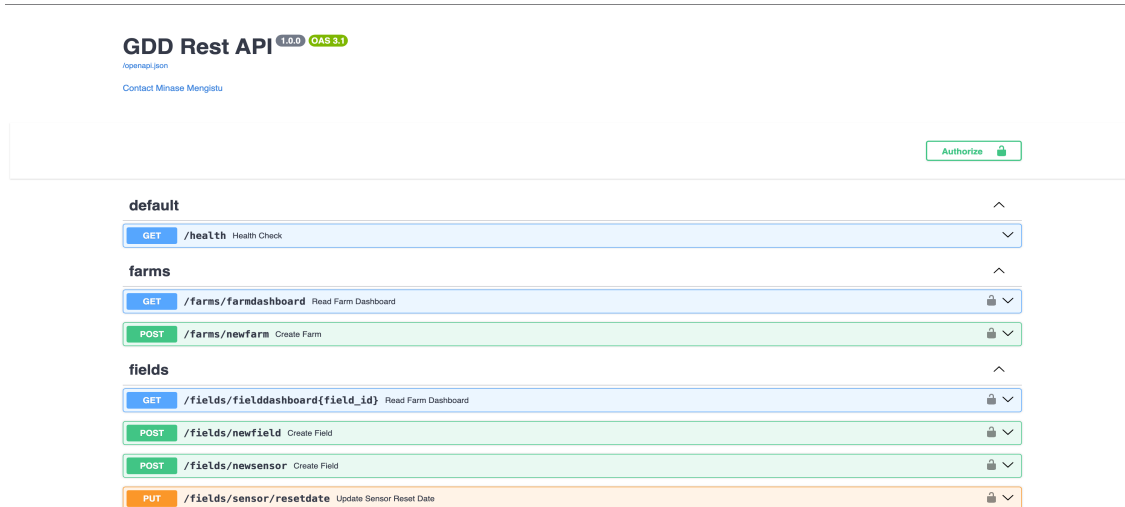 GDD Rest API 1.0.0 OAS 3.1
/openapi.json
Contact Minase Mengistu
Authorize
default
GET /health Health Check
farms
GET /farms/farmdashboard Read Farm Dashboard
POST /farms/newfarm Create Farm
fields
GET /fields/fielddashboard{field_id} Read Farm Dashboard
POST /fields/newfield Create Field
POST /fields/newsensor Create Field
PUT /fields/sensor/resetdate Update Sensor Reset Date